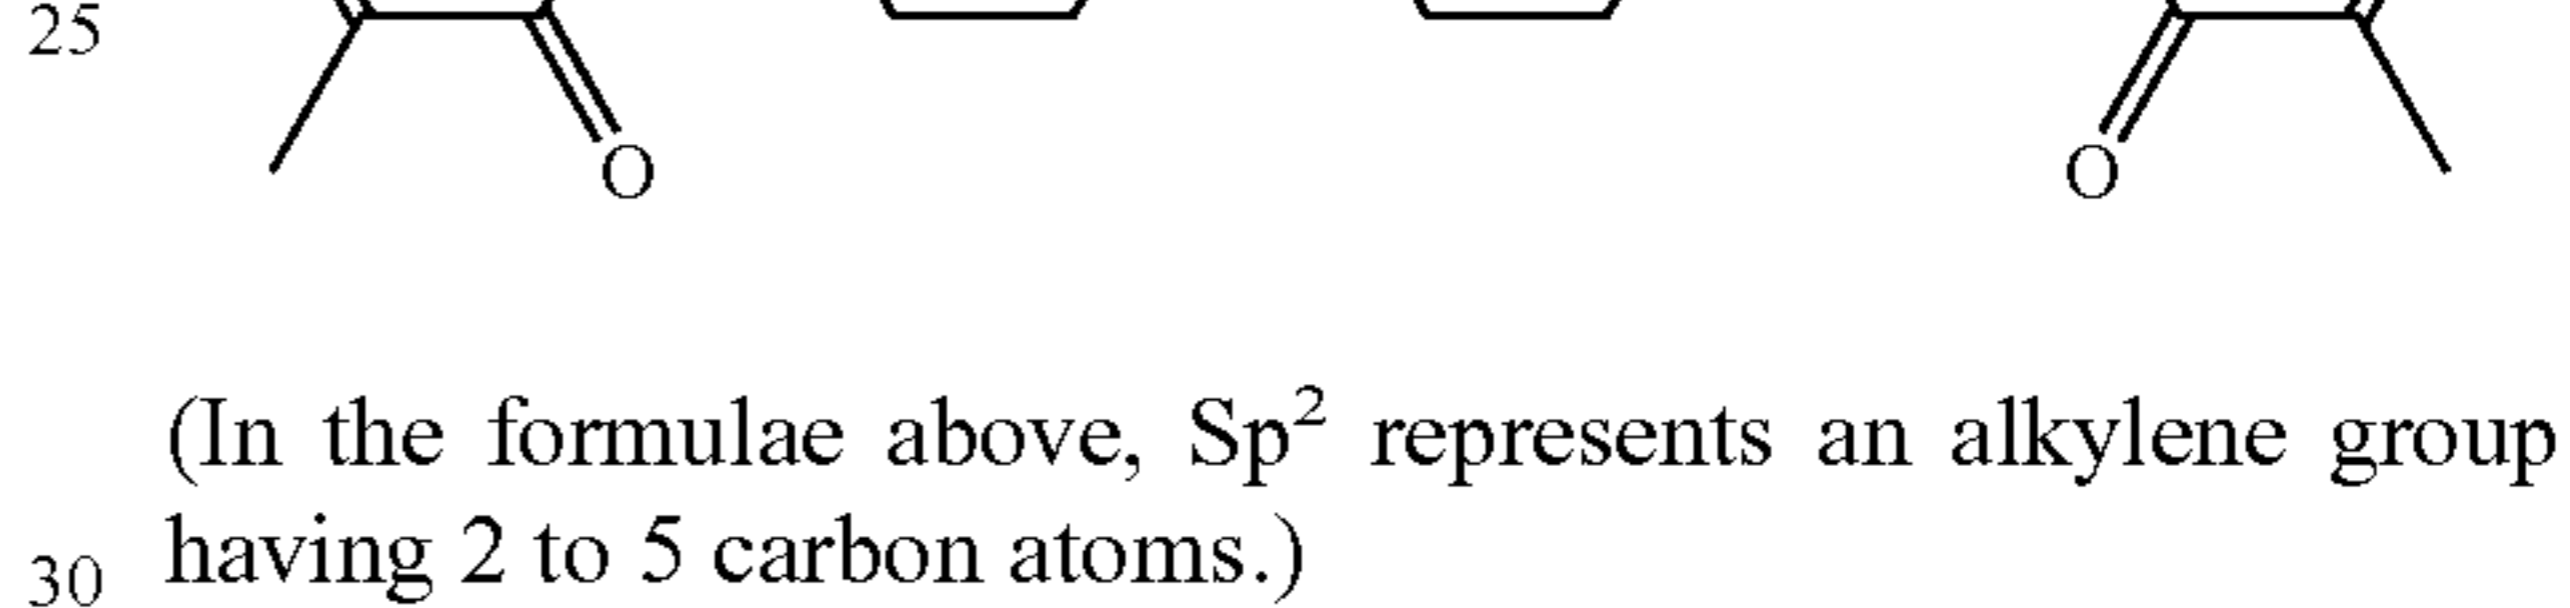 25
O O
(In the formulae above, Sp² represents an alkylene group
30 having 2 to 5 carbon atoms.)